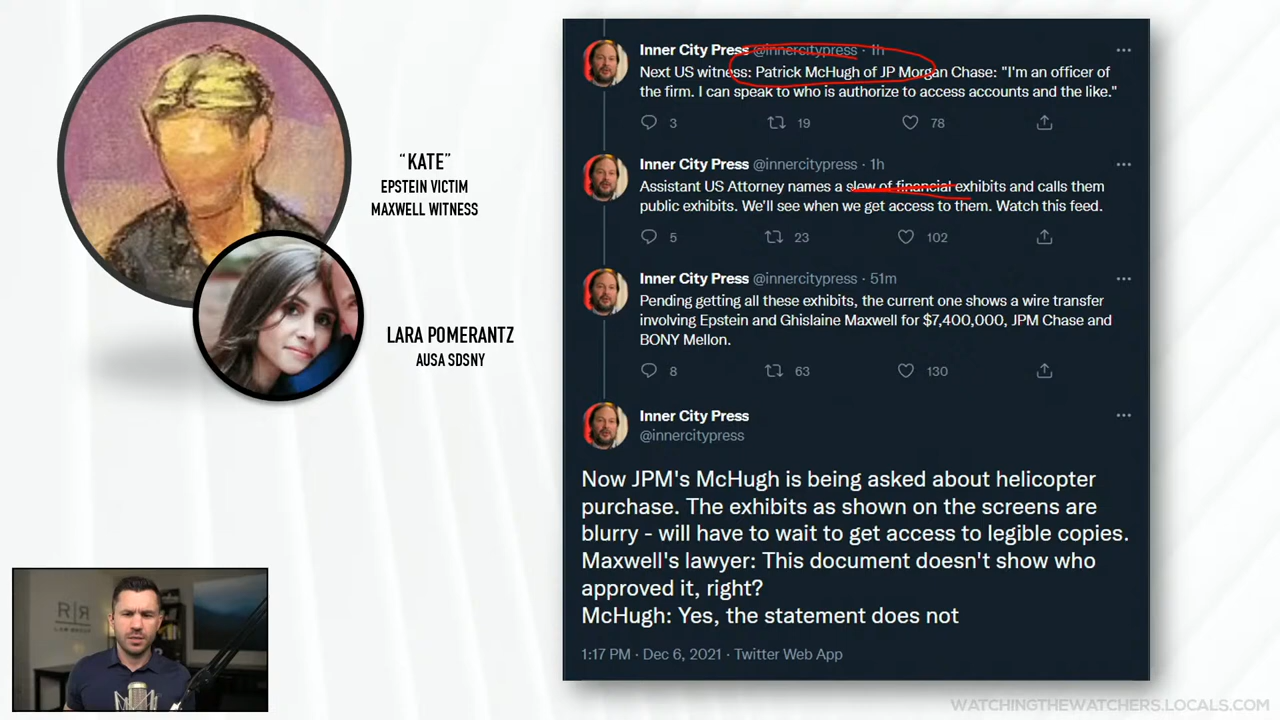 "KATE"
EPSTEIN VICTIM
MAXWELL WITNESS
LARA POMERANTZ
AUSA SDSNY
Inner City Press @innercitypress · 1h
Next US witness: Patrick McHugh of JP Morgan Chase: "I'm an officer of
the firm. I can speak to who is authorize to access accounts and the like."
3 19 78
Inner City Press @innercitypress · 1h
Assistant US Attorney names a slew of financial exhibits and calls them
public exhibits. We'll see when we get access to them. Watch this feed.
5 23 102
Inner City Press @innercitypress · 51m
Pending getting all these exhibits, the current one shows a wire transfer
involving Epstein and Ghislaine Maxwell for $7,400,000, JPM Chase and
BONY Mellon.
8 63 130
Inner City Press
@innercitypress
Now JPM's McHugh is being asked about helicopter
purchase. The exhibits as shown on the screens are
blurry - will have to wait to get access to legible copies.
Maxwell's lawyer: This document doesn't show who
approved it, right?
McHugh: Yes, the statement does not
1:17 PM · Dec 6, 2021 · Twitter Web App
R|R
LAW GROUP
WATCHINGTHEWATCHERS.LOCALS.COM